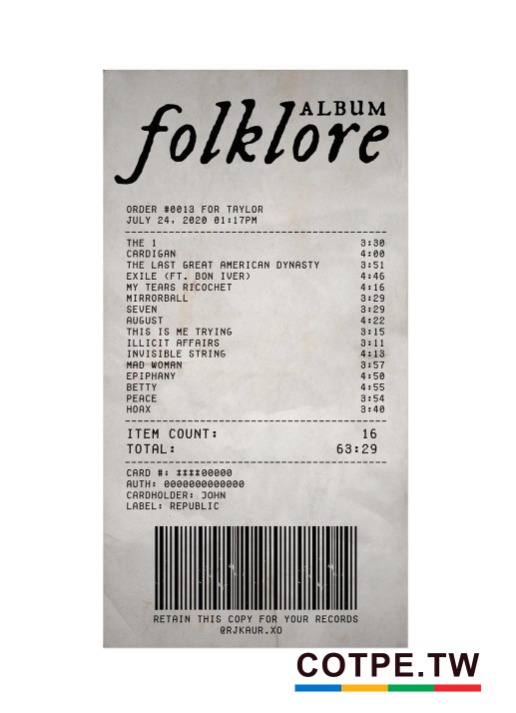 ALBUM
folklore
ORDER #0013 FOR TAYLOR
JULY 24, 2020 01:17PM
THE 1 3:30
CARDIGAN 4:00
THE LAST GREAT AMERICAN DYNASTY 3:51
EXILE (FT. BON IVER) 4:46
MY TEARS RICOCHET 4:16
MIRRORBALL 3:29
SEVEN 3:29
AUGUST 4:22
THIS IS ME TRYING 3:15
ILLICIT AFFAIRS 3:11
INVISIBLE STRING 4:13
MAD WOMAN 3:57
EPIPHANY 4:50
BETTY 4:55
PEACE 3:54
HOAX 3:40
ITEM COUNT: 16
TOTAL: 63:29
CARD #: ‡‡‡‡00000
AUTH: 0000000000000
CARDHOLDER: JOHN
LABEL: REPUBLIC
RETAIN THIS COPY FOR YOUR RECORDS
@RJKAUR.XO
COTPE.TW